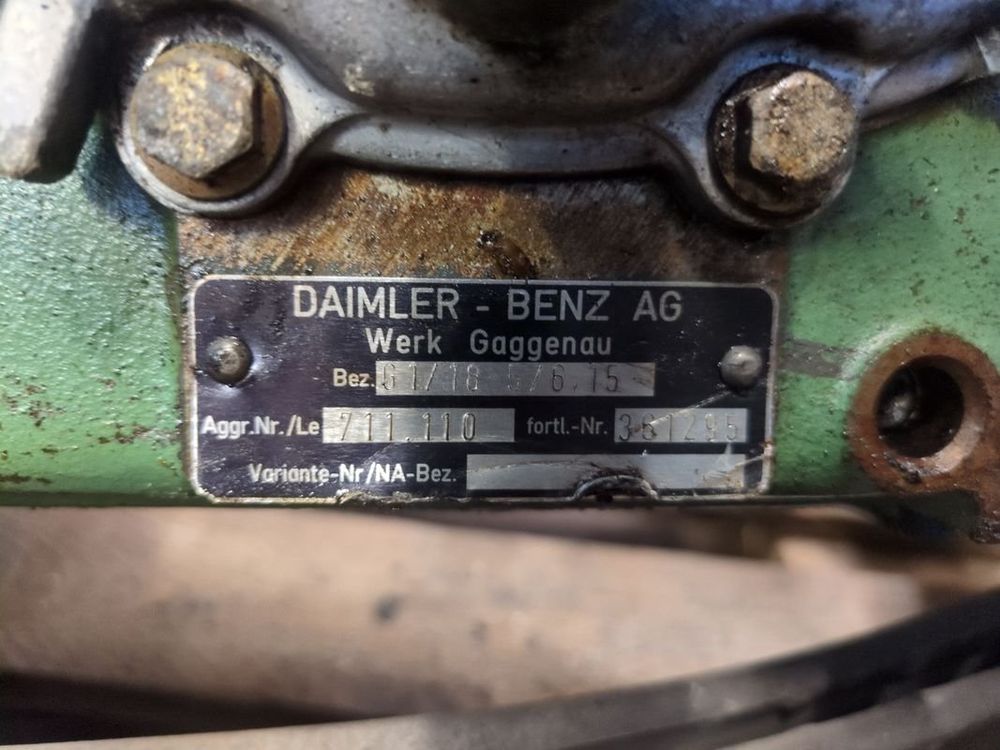 DAIMLER - BENZ AG
Werk Gaggenau
Bez. G1/18 5/6,15
Aggr.Nr./Le 711.110 fortl.-Nr. 381295
Variante-Nr/NA-Bez.